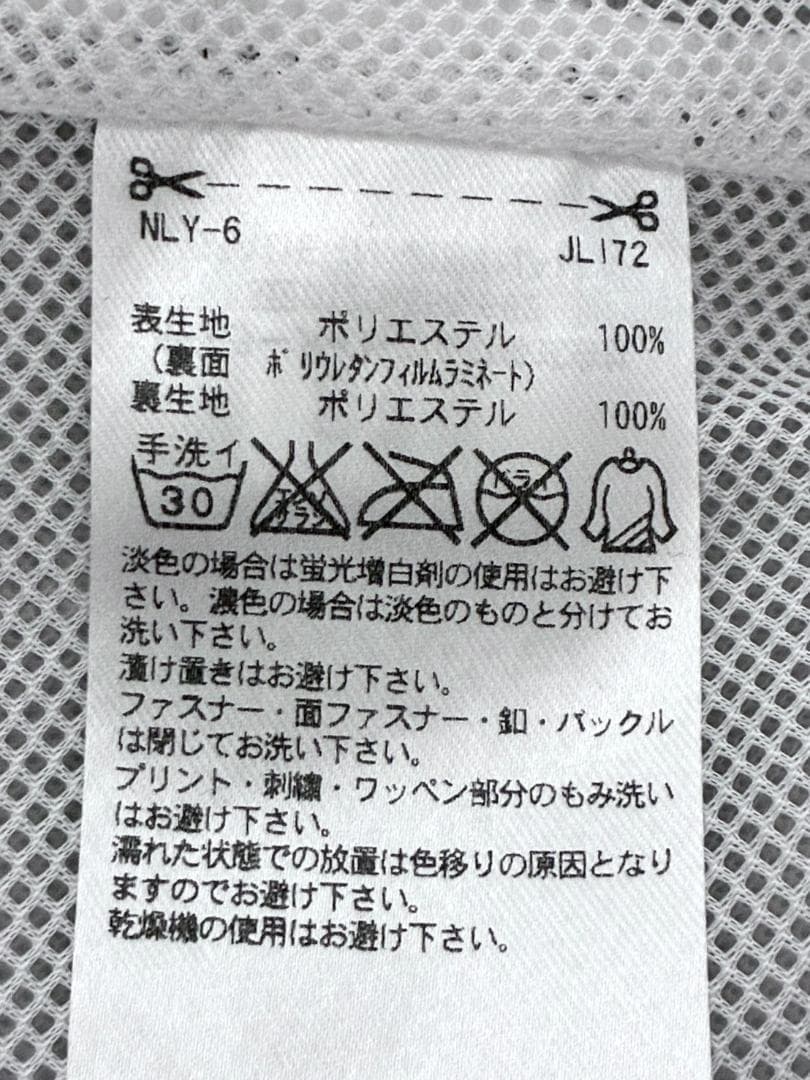 NLY-6 JL172
表生地 ポリエステル 100%
(裏面 ポリウレタンフィルムラミネート)
裏生地 ポリエステル 100%
手洗イ
30
エンソ
サラシ
ドライ
淡色の場合は蛍光増白剤の使用はお避け下
さい。濃色の場合は淡色のものと分けてお
洗い下さい。
漬け置きはお避け下さい。
ファスナー・面ファスナー・釦・バックル
は閉じてお洗い下さい。
プリント・刺繍・ワッペン部分のもみ洗い
はお避け下さい。
濡れた状態での放置は色移りの原因となり
ますのでお避け下さい。
乾燥機の使用はお避け下さい。